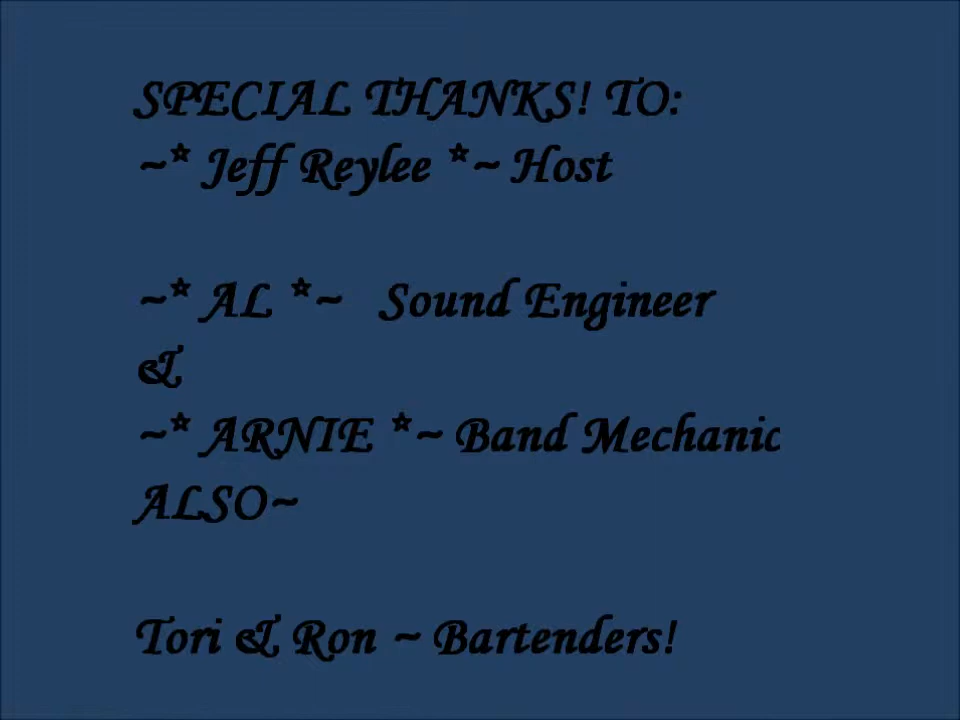 SPECIAL THANKS! TO:
~* Jeff Reylee *~ Host
~* AL *~ Sound Engineer
&
~* ARNIE *~ Band Mechanic
ALSO~
Tori & Ron ~ Bartenders!